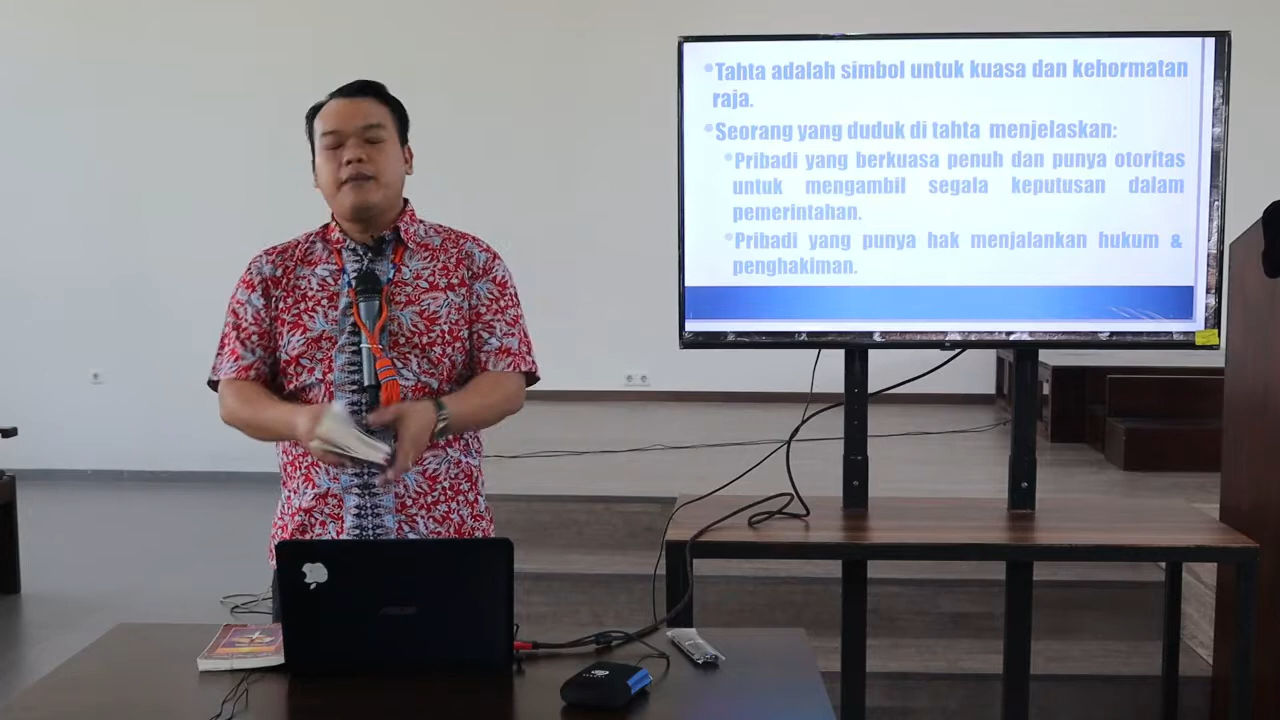 Tahta adalah simbol untuk kuasa dan kehormatan
raja.
Seorang yang duduk di tahta menjelaskan:
Pribadi yang berkuasa penuh dan punya otoritas
untuk mengambil segala keputusan dalam
pemerintahan.
Pribadi yang punya hak menjalankan hukum &
penghakiman.
ASUS